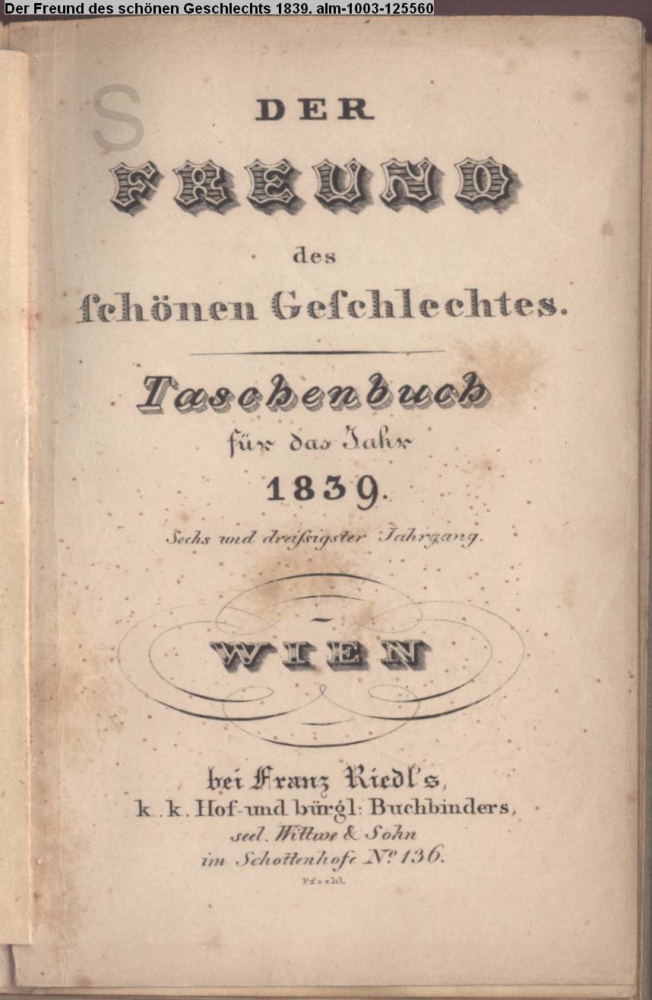 Der Freund des schönen Geschlechts 1839. alm-1003-125560
S
DER
FREUND
des
ſchönen Geſchlechtes.
Taschenbuch
für das Jahr
1839.
Sechs und dreiſsigster Jahrgang.
WIEN
bei Franz Riedl's,
k. k. Hof- und bürgl: Buchbinders,
seel. Wittwe & Sohn
im Schottenhofe No. 136.